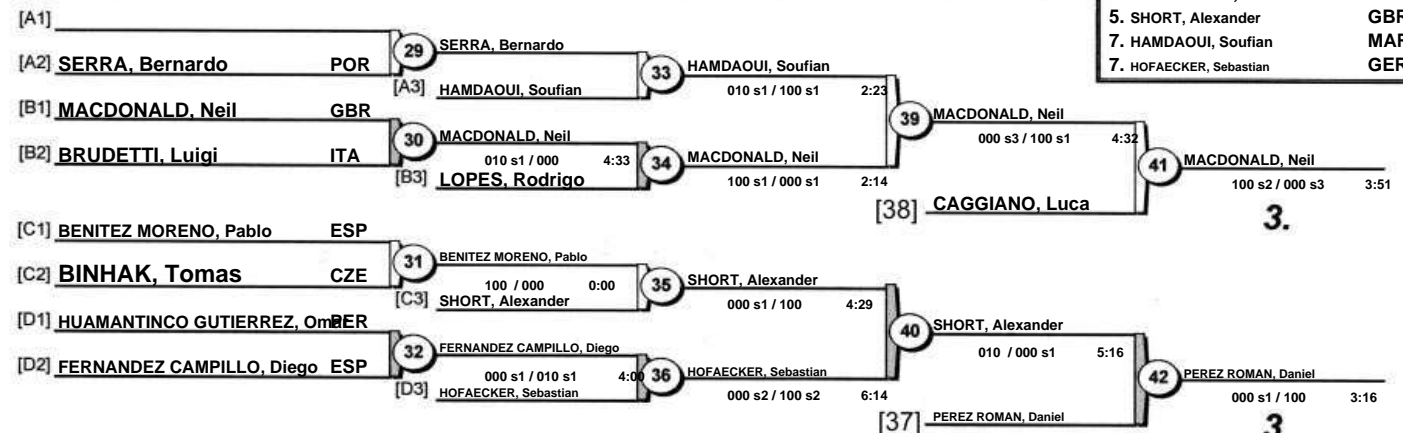 5. SHORT, Alexander GBR
7. HAMDAOUI, Soufian MAR
7. HOFAECKER, Sebastian GER
[A1]
[A2] SERRA, Bernardo POR
29 SERRA, Bernardo
[A3] HAMDAOUI, Soufian
33 HAMDAOUI, Soufian
010 s1 / 100 s1 2:23
[B1] MACDONALD, Neil GBR
[B2] BRUDETTI, Luigi ITA
30 MACDONALD, Neil
010 s1 / 000 4:33
[B3] LOPES, Rodrigo
34 MACDONALD, Neil
100 s1 / 000 s1 2:14
39 MACDONALD, Neil
000 s3 / 100 s1 4:32
[38] CAGGIANO, Luca
41 MACDONALD, Neil
100 s2 / 000 s3 3:51
3.
[C1] BENITEZ MORENO, Pablo ESP
[C2] BINHAK, Tomas CZE
31 BENITEZ MORENO, Pablo
100 / 000 0:00
[C3] SHORT, Alexander
35 SHORT, Alexander
000 s1 / 100 4:29
[D1] HUAMANTINCO GUTIERREZ, Omar PER
[D2] FERNANDEZ CAMPILLO, Diego ESP
32 FERNANDEZ CAMPILLO, Diego
000 s1 / 010 s1 4:00
[D3] HOFAECKER, Sebastian
36 HOFAECKER, Sebastian
000 s2 / 100 s2 6:14
40 SHORT, Alexander
010 / 000 s1 5:16
[37] PEREZ ROMAN, Daniel
42 PEREZ ROMAN, Daniel
000 s1 / 100 3:16
3